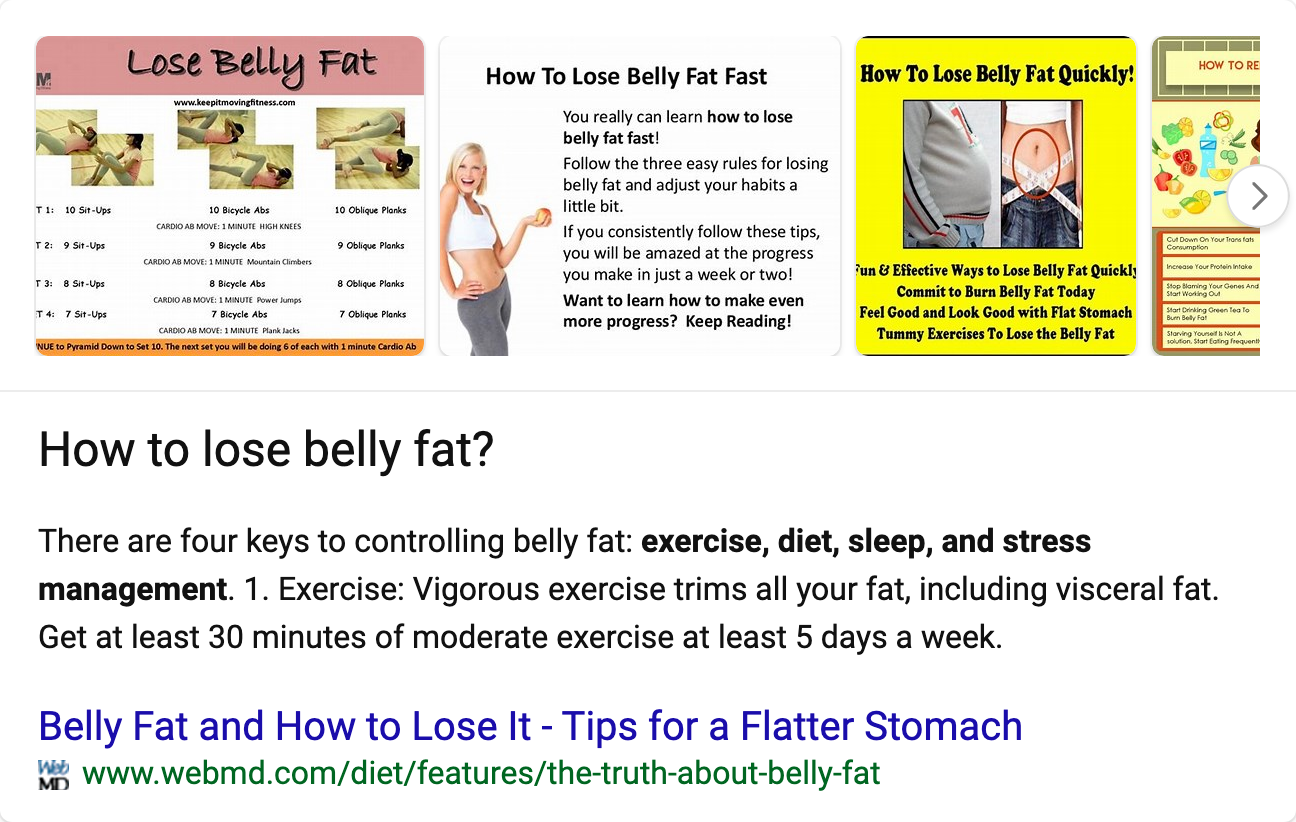 Lose Belly Fat
M
www.keepitmovingfitness.com
T 1: 10 Sit-Ups 10 Bicycle Abs 10 Oblique Planks
CARDIO AB MOVE: 1 MINUTE HIGH KNEES
T 2: 9 Sit-Ups 9 Bicycle Abs 9 Oblique Planks
CARDIO AB MOVE: 1 MINUTE Mountain Climbers
T 3: 8 Sit-Ups 8 Bicycle Abs 8 Oblique Planks
CARDIO AB MOVE: 1 MINUTE Power Jumps
T 4: 7 Sit-Ups 7 Bicycle Abs 7 Oblique Planks
CARDIO AB MOVE: 1 MINUTE Plank Jacks
NUE to Pyramid Down to Set 10. The next set you will be doing 6 of each with 1 minute Cardio Ab
How To Lose Belly Fat Fast
You really can learn how to lose
belly fat fast!
Follow the three easy rules for losing
belly fat and adjust your habits a
little bit.
If you consistently follow these tips,
you will be amazed at the progress
you make in just a week or two!
Want to learn how to make even
more progress? Keep Reading!
How To Lose Belly Fat Quickly!
Fun & Effective Ways to Lose Belly Fat Quickly
Commit to Burn Belly Fat Today
Feel Good and Look Good with Flat Stomach
Tummy Exercises To Lose the Belly Fat
HOW TO RE
Cut Down On Your Trans fats
Consumption
Increase Your Protein Intake
Stop Blaming Your Genes And
Start Working Out
Start Drinking Green Tea To
Burn Belly Fat
Starving Yourself Is Not A
solution, Start Eating Frequently
How to lose belly fat?
There are four keys to controlling belly fat: exercise, diet, sleep, and stress
management. 1. Exercise: Vigorous exercise trims all your fat, including visceral fat.
Get at least 30 minutes of moderate exercise at least 5 days a week.
Belly Fat and How to Lose It - Tips for a Flatter Stomach
Web
MD
www.webmd.com/diet/features/the-truth-about-belly-fat